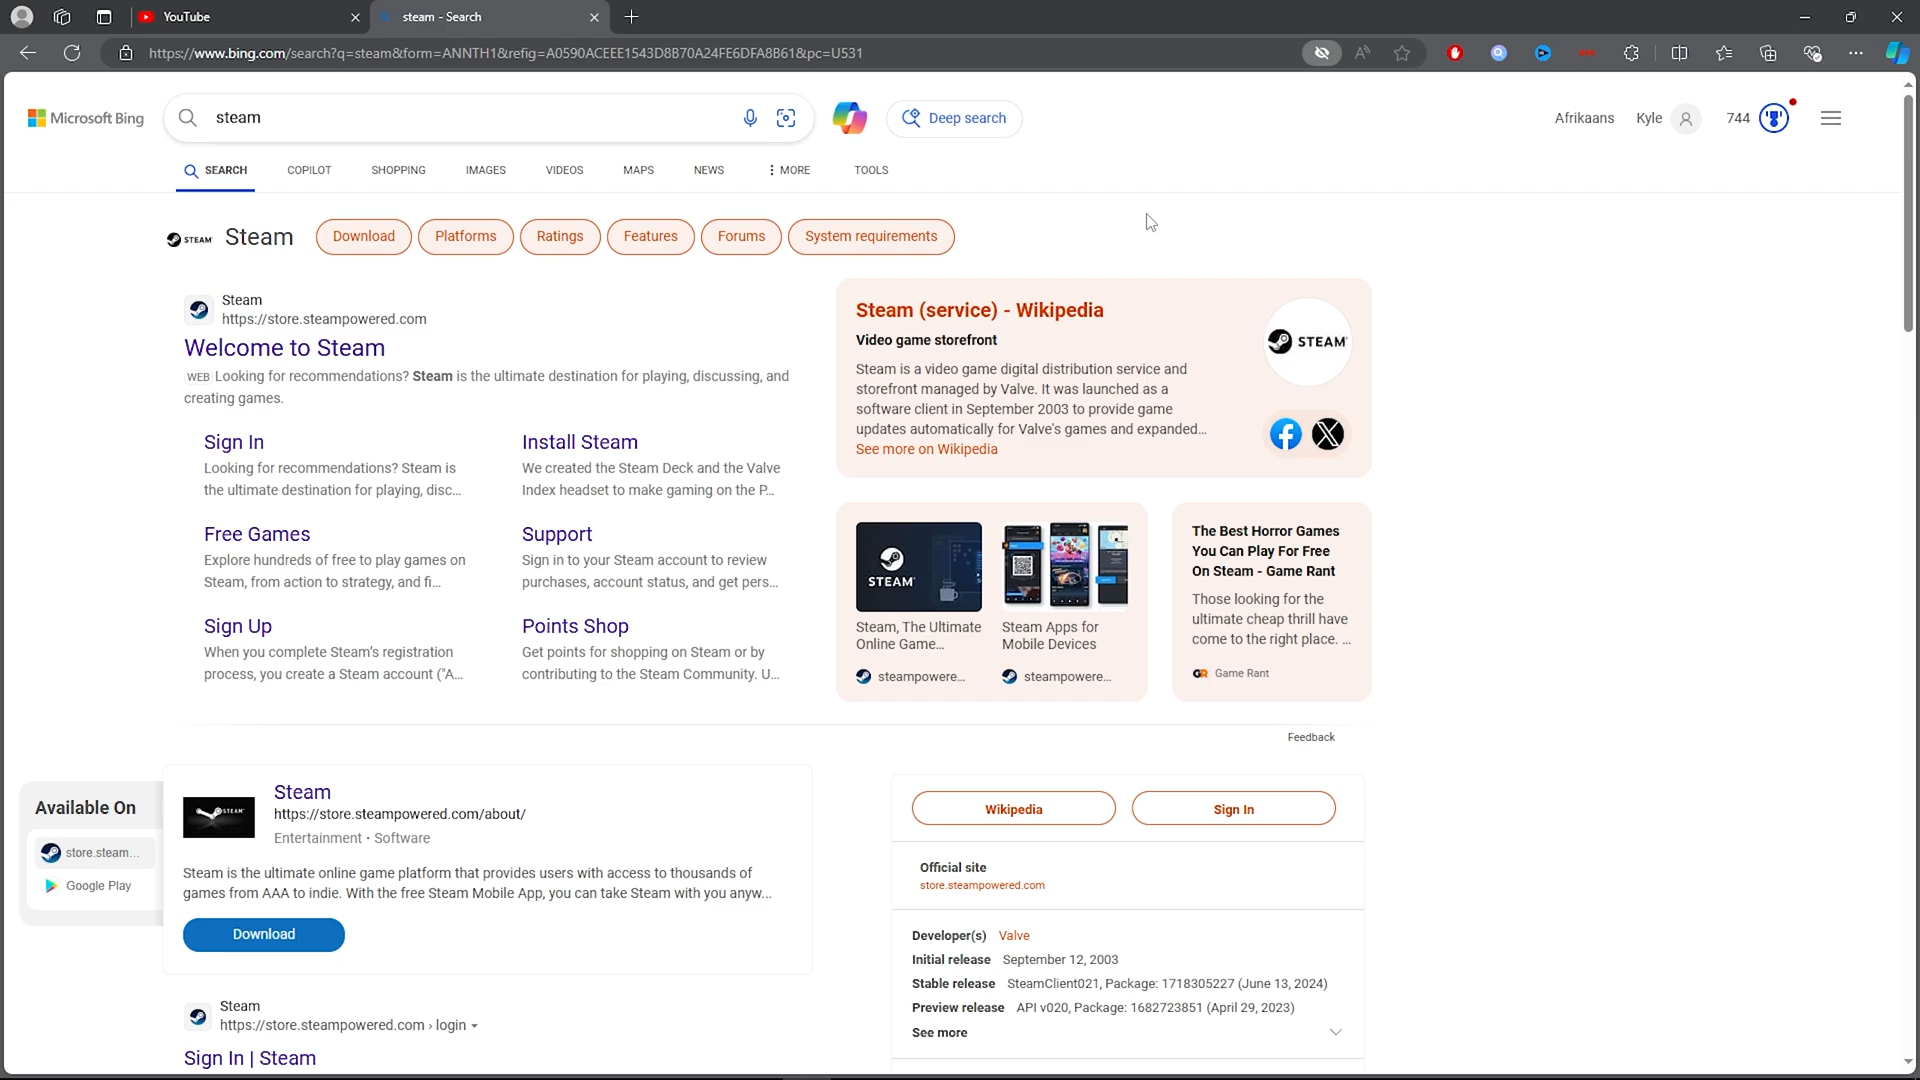 YouTube
steam - Search
https://www.bing.com/search?q=steam&form=ANNTH1&refig=A0590ACEEE1543D8B70A24FE6DFA8B61&pc=U531
Microsoft Bing
steam
Deep search
Afrikaans
Kyle
744
SEARCH
COPILOT
SHOPPING
IMAGES
VIDEOS
MAPS
NEWS
MORE
TOOLS
STEAM
Steam
Download
Platforms
Ratings
Features
Forums
System requirements
Steam
https://store.steampowered.com
Welcome to Steam
WEB Looking for recommendations? Steam is the ultimate destination for playing, discussing, and
creating games.
Sign In
Looking for recommendations? Steam is
the ultimate destination for playing, disc...
Install Steam
We created the Steam Deck and the Valve
Index headset to make gaming on the P...
Free Games
Explore hundreds of free to play games on
Steam, from action to strategy, and fi...
Support
Sign in to your Steam account to review
purchases, account status, and get pers...
Sign Up
When you complete Steam's registration
process, you create a Steam account ("A...
Points Shop
Get points for shopping on Steam or by
contributing to the Steam Community. U...
Steam (service) - Wikipedia
Video game storefront
Steam is a video game digital distribution service and
storefront managed by Valve. It was launched as a
software client in September 2003 to provide game
updates automatically for Valve's games and expanded...
See more on Wikipedia
STEAM
STEAM
Steam, The Ultimate
Online Game...
steampowere...
Steam Apps for
Mobile Devices
steampowere...
The Best Horror Games
You Can Play For Free
On Steam - Game Rant
Those looking for the
ultimate cheap thrill have
come to the right place. ...
GR Game Rant
Feedback
Available On
store.steam...
Google Play
STEAM
Steam
https://store.steampowered.com/about/
Entertainment · Software
Steam is the ultimate online game platform that provides users with access to thousands of
games from AAA to indie. With the free Steam Mobile App, you can take Steam with you anyw...
Download
Steam
https://store.steampowered.com › login
Sign In | Steam
Wikipedia
Sign In
Official site
store.steampowered.com
Developer(s) Valve
Initial release September 12, 2003
Stable release SteamClient021, Package: 1718305227 (June 13, 2024)
Preview release API v020, Package: 1682723851 (April 29, 2023)
See more